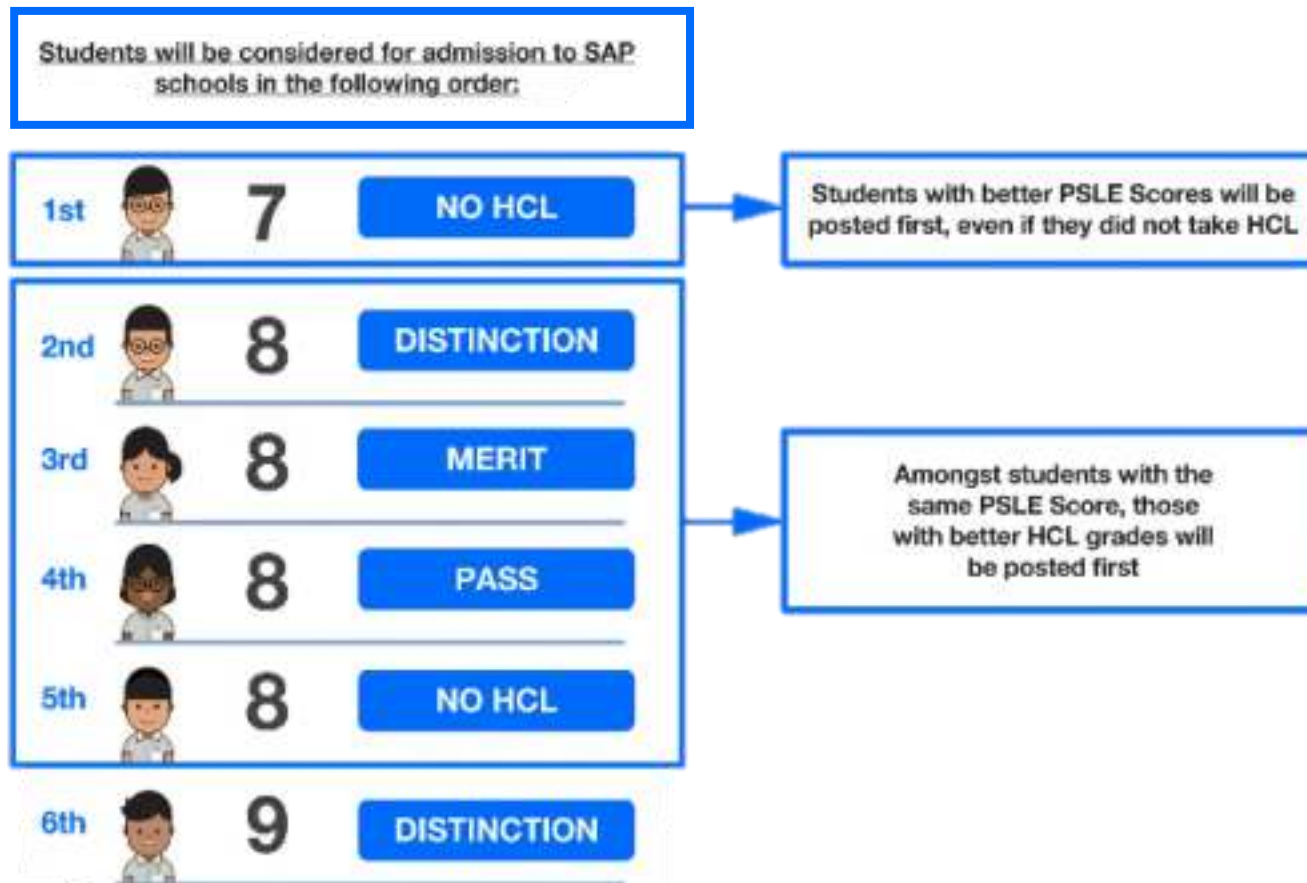 Students will be considered for admission to SAP
schools in the following order:
1st 7 NO HCL
Students with better PSLE Scores will be
posted first, even if they did not take HCL
2nd 8 DISTINCTION
3rd 8 MERIT
4th 8 PASS
5th 8 NO HCL
Amongst students with the
same PSLE Score, those
with better HCL grades will
be posted first
6th 9 DISTINCTION